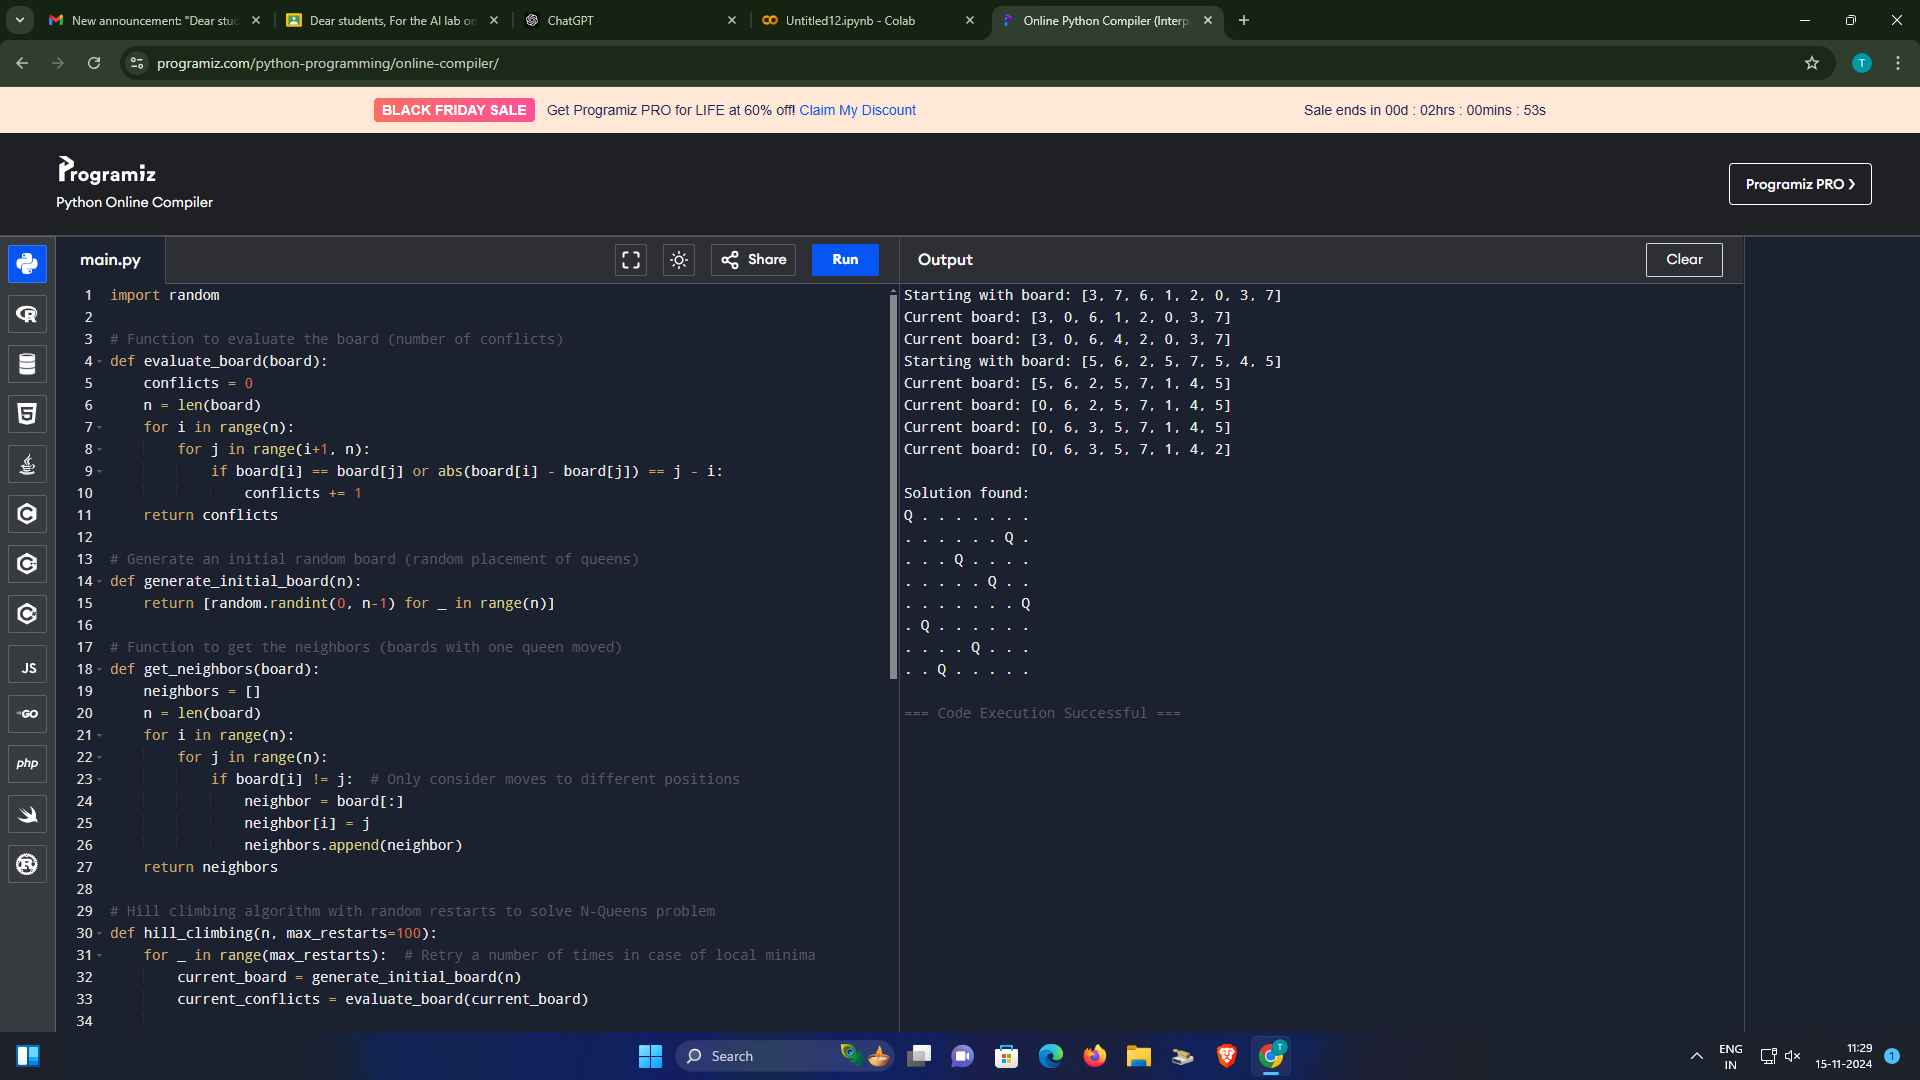 New announcement: "Dear stud
Dear students, For the AI lab on
ChatGPT
Untitled12.ipynb - Colab
Online Python Compiler (Interp
programiz.com/python-programming/online-compiler/
T
BLACK FRIDAY SALE Get Programiz PRO for LIFE at 60% off! Claim My Discount
Sale ends in 00d : 02hrs : 00mins : 53s
Programiz
Python Online Compiler
Programiz PRO ❯
main.py
Share
Run
Output
Clear
1 import random
2
3 # Function to evaluate the board (number of conflicts)
4 def evaluate_board(board):
5     conflicts = 0
6     n = len(board)
7     for i in range(n):
8         for j in range(i+1, n):
9             if board[i] == board[j] or abs(board[i] - board[j]) == j - i:
10                 conflicts += 1
11     return conflicts
12
13 # Generate an initial random board (random placement of queens)
14 def generate_initial_board(n):
15     return [random.randint(0, n-1) for _ in range(n)]
16
17 # Function to get the neighbors (boards with one queen moved)
18 def get_neighbors(board):
19     neighbors = []
20     n = len(board)
21     for i in range(n):
22         for j in range(n):
23             if board[i] != j:  # Only consider moves to different positions
24                 neighbor = board[:]
25                 neighbor[i] = j
26                 neighbors.append(neighbor)
27     return neighbors
28
29 # Hill climbing algorithm with random restarts to solve N-Queens problem
30 def hill_climbing(n, max_restarts=100):
31     for _ in range(max_restarts):  # Retry a number of times in case of local minima
32         current_board = generate_initial_board(n)
33         current_conflicts = evaluate_board(current_board)
34
Starting with board: [3, 7, 6, 1, 2, 0, 3, 7]
Current board: [3, 0, 6, 1, 2, 0, 3, 7]
Current board: [3, 0, 6, 4, 2, 0, 3, 7]
Starting with board: [5, 6, 2, 5, 7, 5, 4, 5]
Current board: [5, 6, 2, 5, 7, 1, 4, 5]
Current board: [0, 6, 2, 5, 7, 1, 4, 5]
Current board: [0, 6, 3, 5, 7, 1, 4, 5]
Current board: [0, 6, 3, 5, 7, 1, 4, 2]
Solution found:
Q . . . . . . .
. . . . . . Q .
. . . Q . . . .
. . . . . Q . .
. . . . . . . Q
. Q . . . . . .
. . . . Q . . .
. . Q . . . . .
=== Code Execution Successful ===
R
5
C
C
C
JS
GO
php
R
Search
T
ENG
IN
11:29
15-11-2024
1